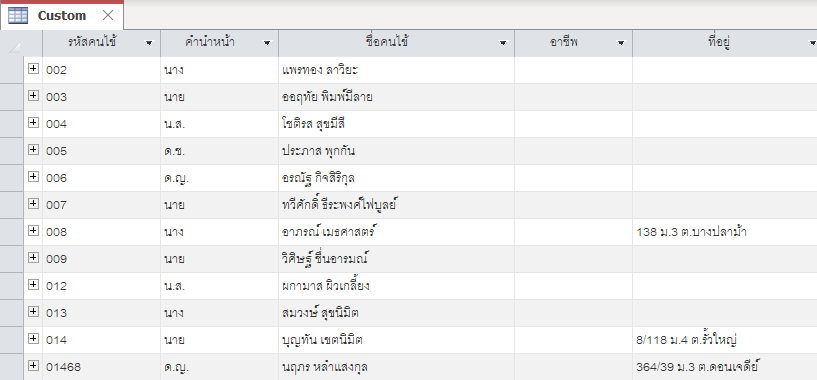 Custom
รหัสคนไข้ คำนำหน้า ชื่อคนไข้ อาชีพ ที่อยู่
002 นาง แพรทอง ลาวิยะ
003 นาย ออฤทัย พิมพ์มีลาย
004 น.ส. โชติรส สุขมีสี
005 ด.ช. ประภาส พุกกัน
006 ด.ญ. อรณัฐ กิจสิริกุล
007 นาย ทวีศักดิ์ ธีระพงศ์ไพบูลย์
008 นาง อาภรณ์ เมธศาสตร์ 138 ม.3 ต.บางปลาม้า
009 นาย วิศิษฐ์ ชื่นอารมณ์
012 น.ส. ผกามาส ผิวเกลี้ยง
013 นาง สมวงษ์ สุขนิมิต
014 นาย บุญทัน เขตนิมิต 8/118 ม.4 ต.รั้วใหญ่
01468 ด.ญ. นฤภร หล่ำแสงกุล 364/39 ม.3 ต.ดอนเจดีย์